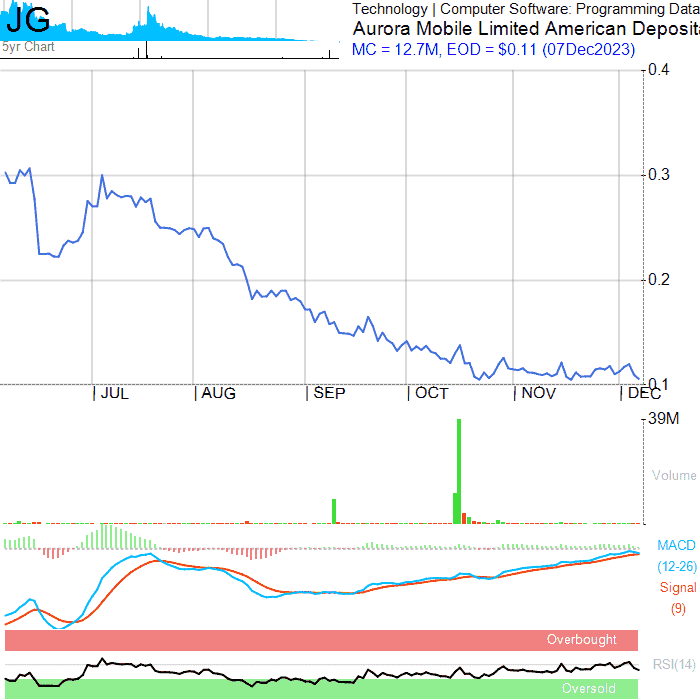 JG
5yr Chart
Technology | Computer Software: Programming Data
Aurora Mobile Limited American Deposit
MC = 12.7M, EOD = $0.11 (07Dec2023)
0.4
0.3
0.2
0.1
JUL AUG SEP OCT NOV DEC
39M
Volume
MACD
(12-26)
Signal
(9)
Overbought
RSI(14)
Oversold